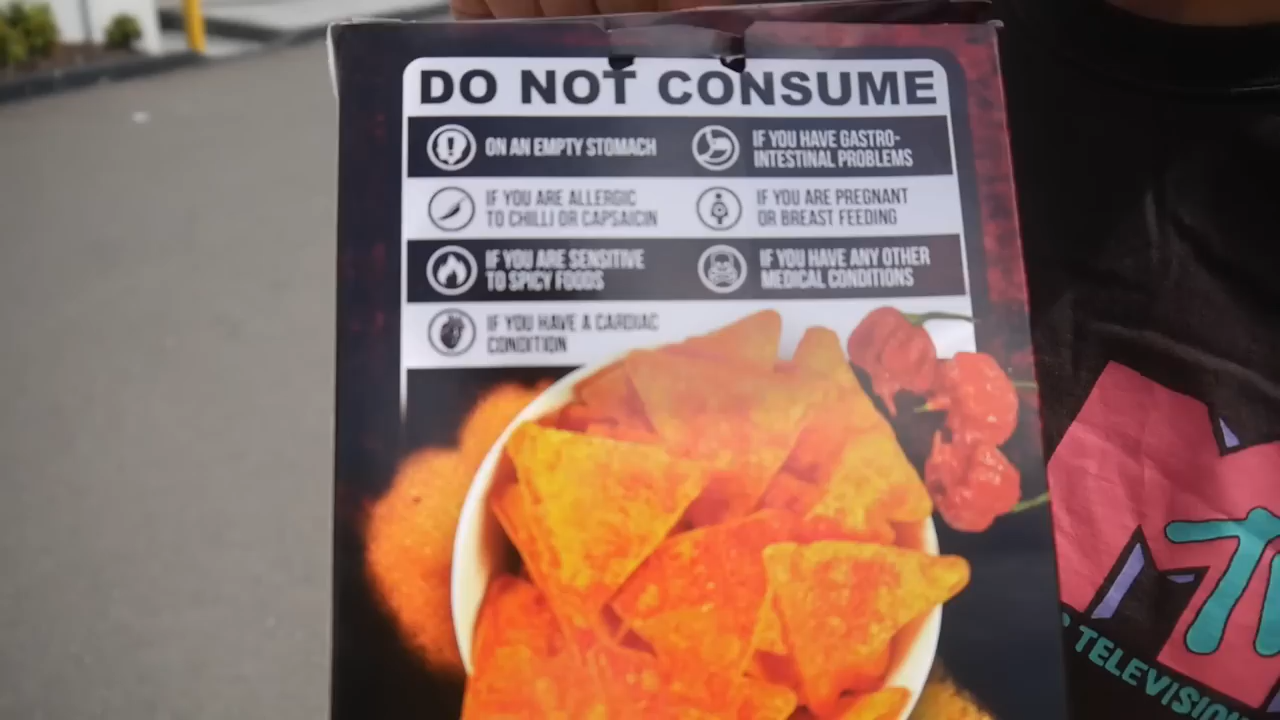 DO NOT CONSUME
ON AN EMPTY STOMACH
IF YOU HAVE GASTRO-
INTESTINAL PROBLEMS
IF YOU ARE ALLERGIC
TO CHILLI OR CAPSAICIN
IF YOU ARE PREGNANT
OR BREAST FEEDING
IF YOU ARE SENSITIVE
TO SPICY FOODS
IF YOU HAVE ANY OTHER
MEDICAL CONDITIONS
IF YOU HAVE A CARDIAC
CONDITION
M
TELEVISION